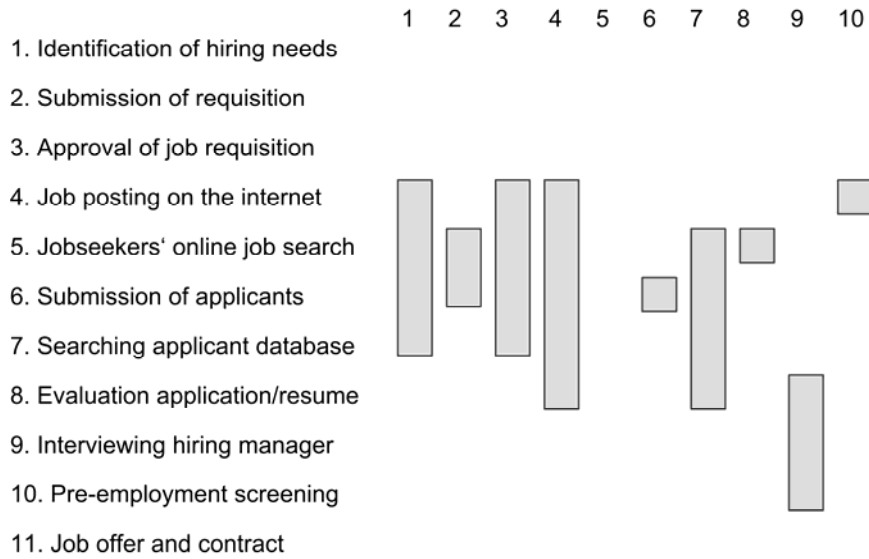 1 2 3 4 5 6 7 8 9 10
1. Identification of hiring needs
2. Submission of requisition
3. Approval of job requisition
4. Job posting on the internet
5. Jobseekers‘ online job search
6. Submission of applicants
7. Searching applicant database
8. Evaluation application/resume
9. Interviewing hiring manager
10. Pre-employment screening
11. Job offer and contract